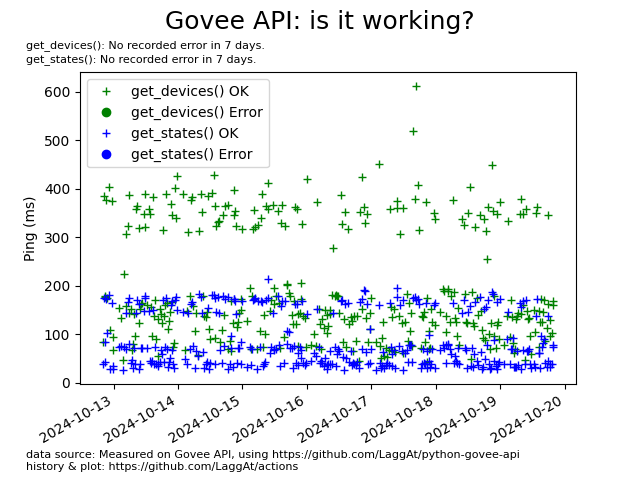 Govee API: is it working?
get_devices(): No recorded error in 7 days.
get_states(): No recorded error in 7 days.
get_devices() OK
get_devices() Error
get_states() OK
get_states() Error
Ping (ms)
600
500
400
300
200
100
0
2024-10-13
2024-10-14
2024-10-15
2024-10-16
2024-10-17
2024-10-18
2024-10-19
2024-10-20
data source: Measured on Govee API, using https://github.com/LaggAt/python-govee-api
history & plot: https://github.com/LaggAt/actions